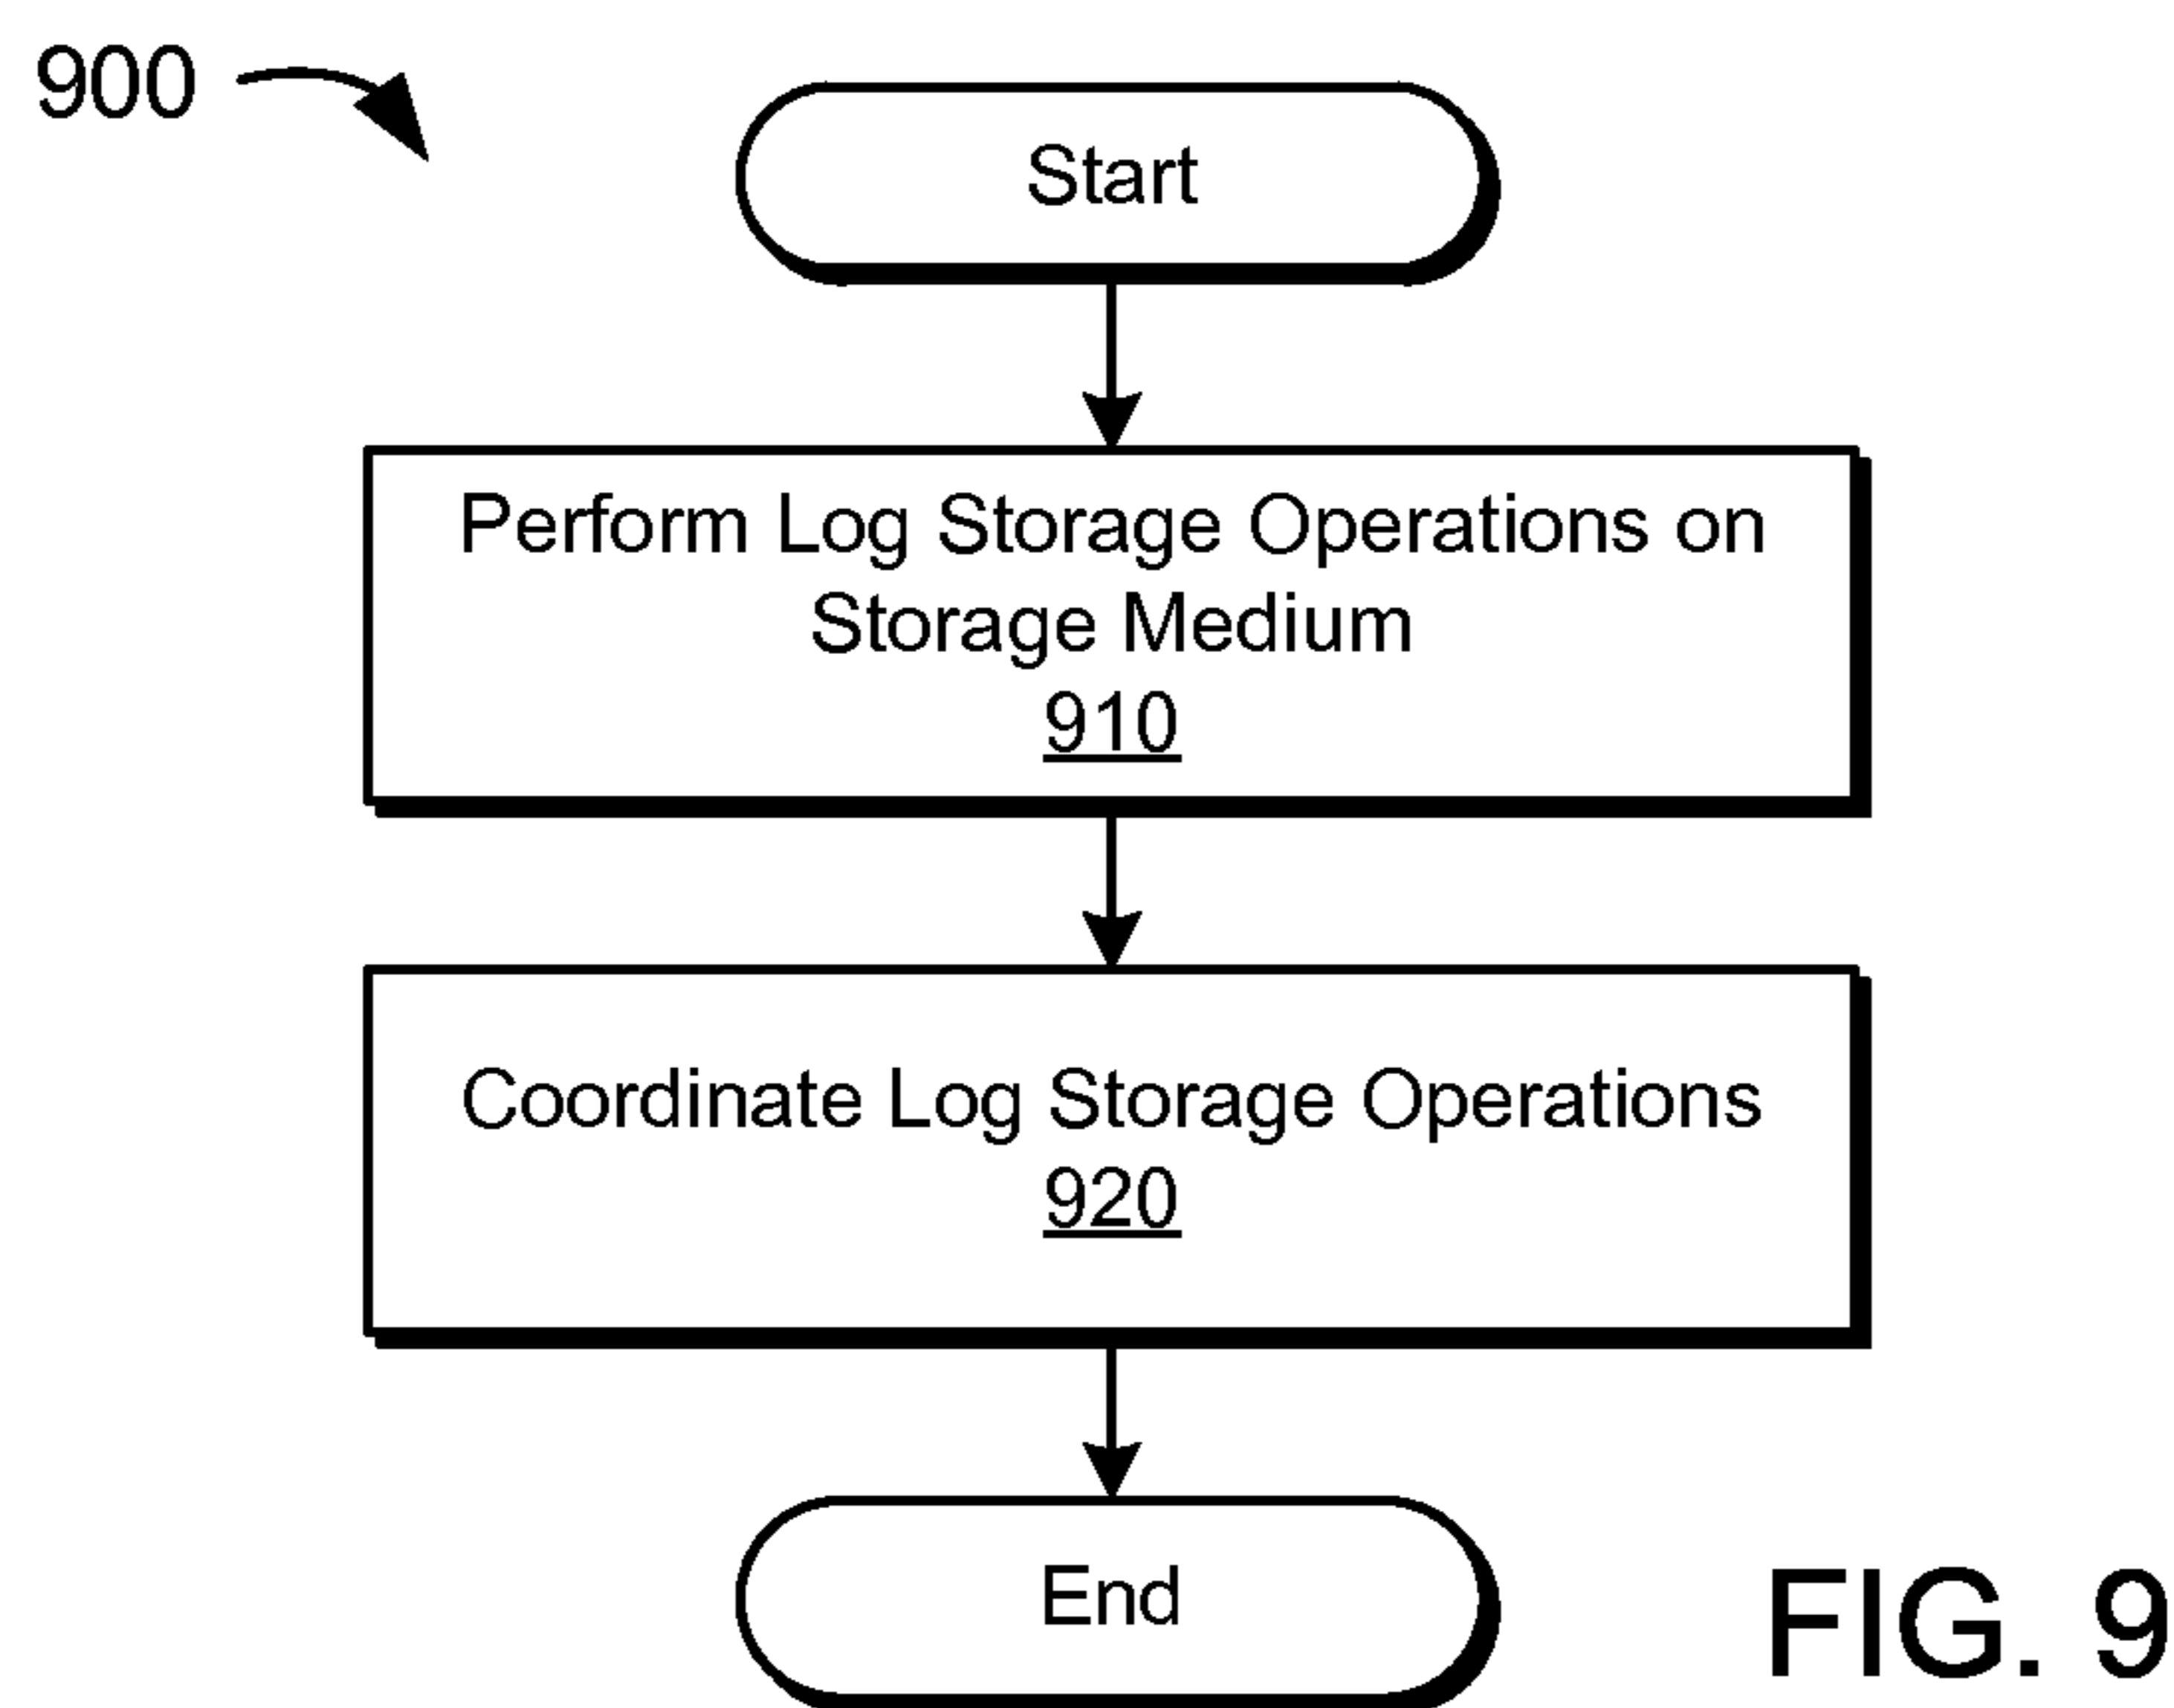 900
Start
Perform Log Storage Operations on
Storage Medium
910
Coordinate Log Storage Operations
920
End
FIG. 9